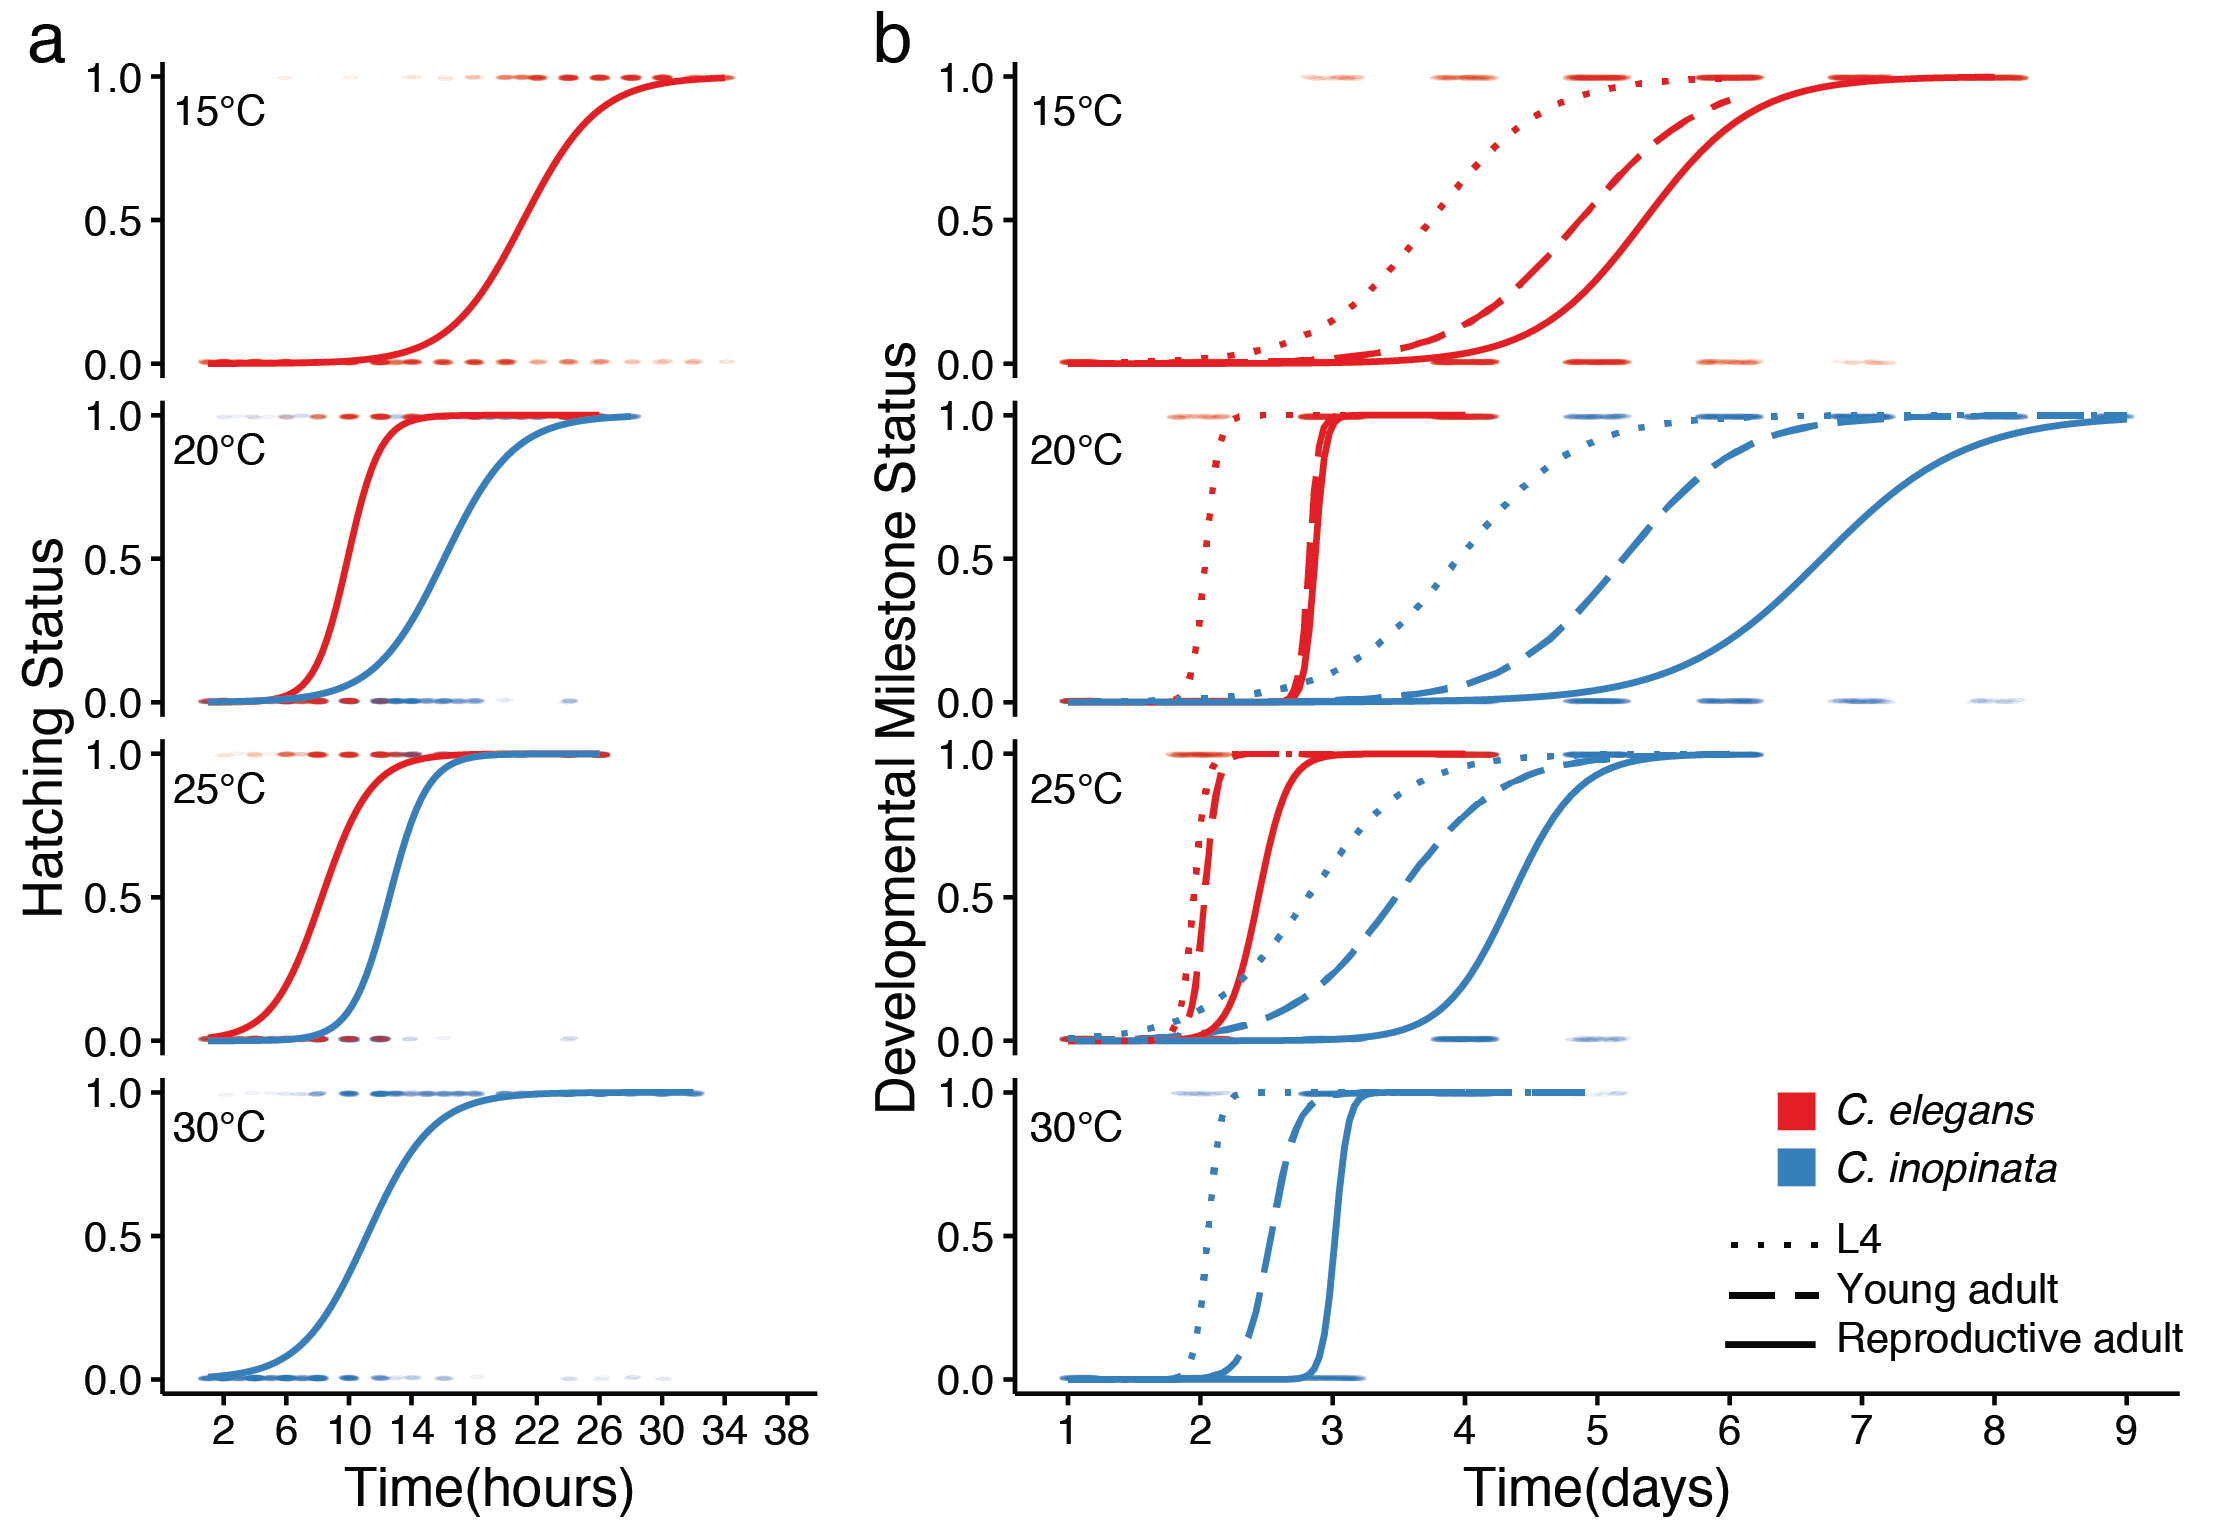 a
b
Hatching Status
1.0
0.5
0.0
15°C
1.0
0.5
0.0
20°C
1.0
0.5
0.0
25°C
1.0
0.5
0.0
30°C
2 6 10 14 18 22 26 30 34 38
Time(hours)
Developmental Milestone Status
1.0
0.5
0.0
15°C
1.0
0.5
0.0
20°C
1.0
0.5
0.0
25°C
1.0
0.5
0.0
30°C
1 2 3 4 5 6 7 8 9
Time(days)
C. elegans
C. inopinata
L4
Young adult
Reproductive adult